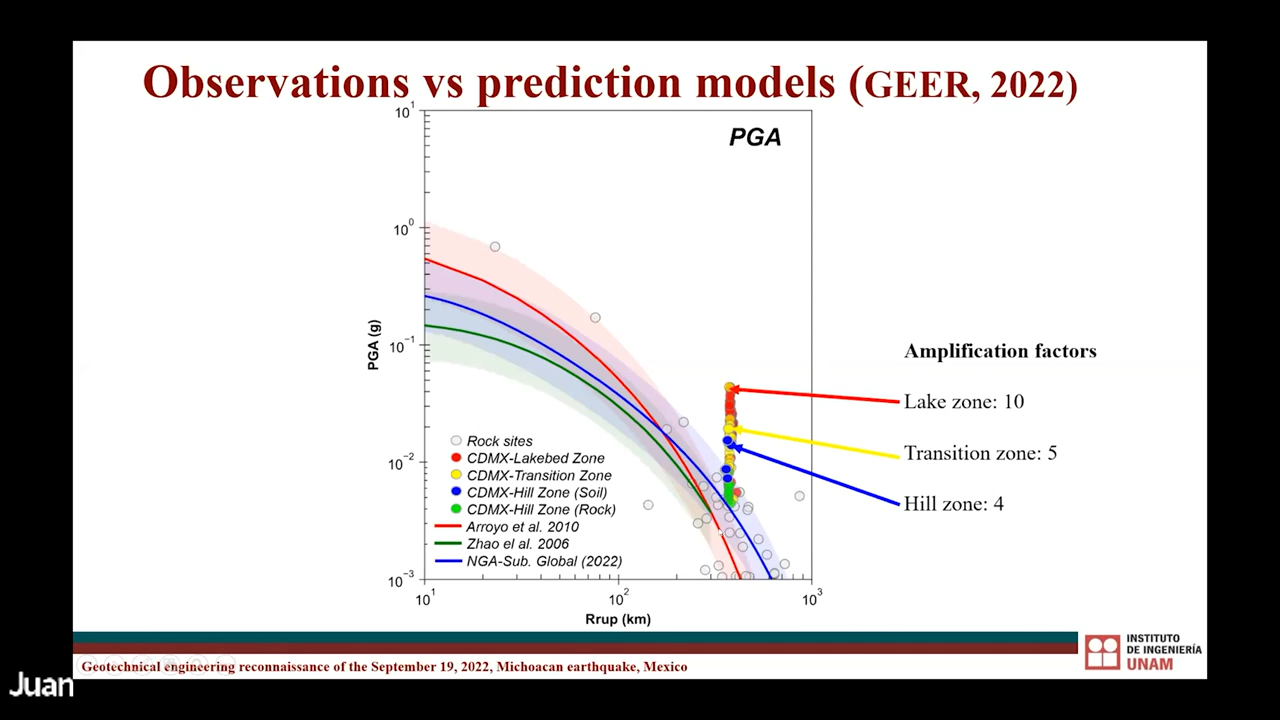 Observations vs prediction models (GEER, 2022)
PGA
10¹
10⁰
10⁻¹
10⁻²
10⁻³
PGA (g)
Rock sites
CDMX-Lakebed Zone
CDMX-Transition Zone
CDMX-Hill Zone (Soil)
CDMX-Hill Zone (Rock)
Arroyo et al. 2010
Zhao el al. 2006
NGA-Sub. Global (2022)
10¹
10²
10³
Rrup (km)
Amplification factors
Lake zone: 10
Transition zone: 5
Hill zone: 4
Geotechnical engineering reconnaissance of the September 19, 2022, Michoacan earthquake, Mexico
INSTITUTO
DE INGENIERÍA
UNAM
Juan